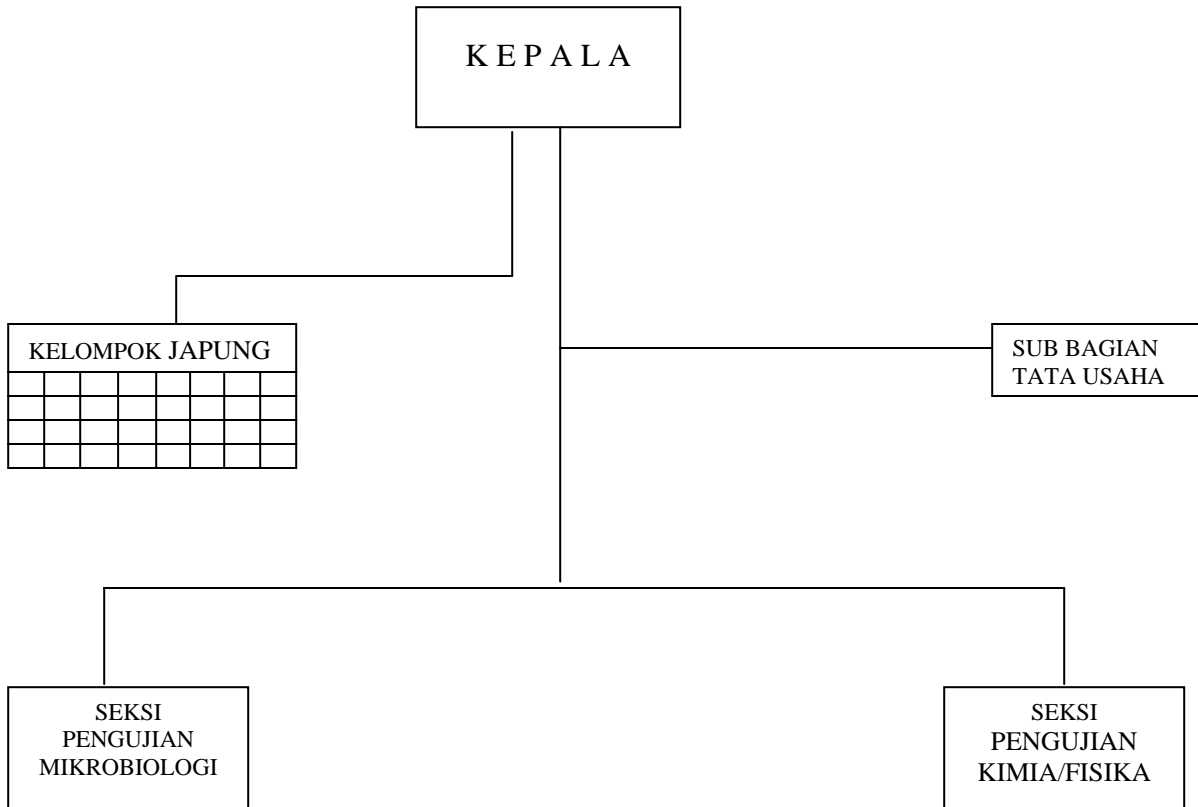 K E P A L A
KELOMPOK JAPUNG
SUB BAGIAN
TATA USAHA
SEKSI
PENGUJIAN
MIKROBIOLOGI
SEKSI
PENGUJIAN
KIMIA/FISIKA